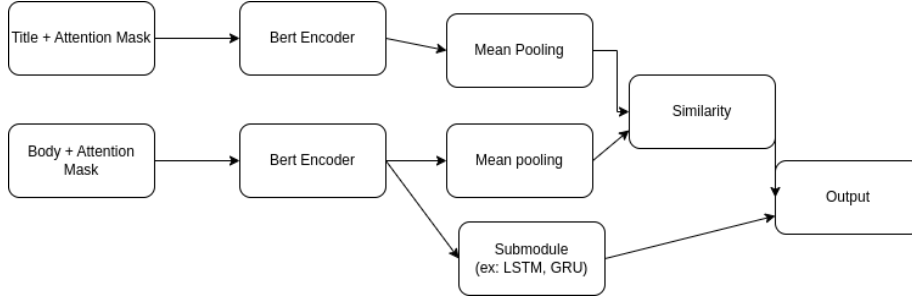 Title + Attention Mask
Bert Encoder
Mean Pooling
Similarity
Body + Attention
Mask
Bert Encoder
Mean pooling
Output
Submodule
(ex: LSTM, GRU)